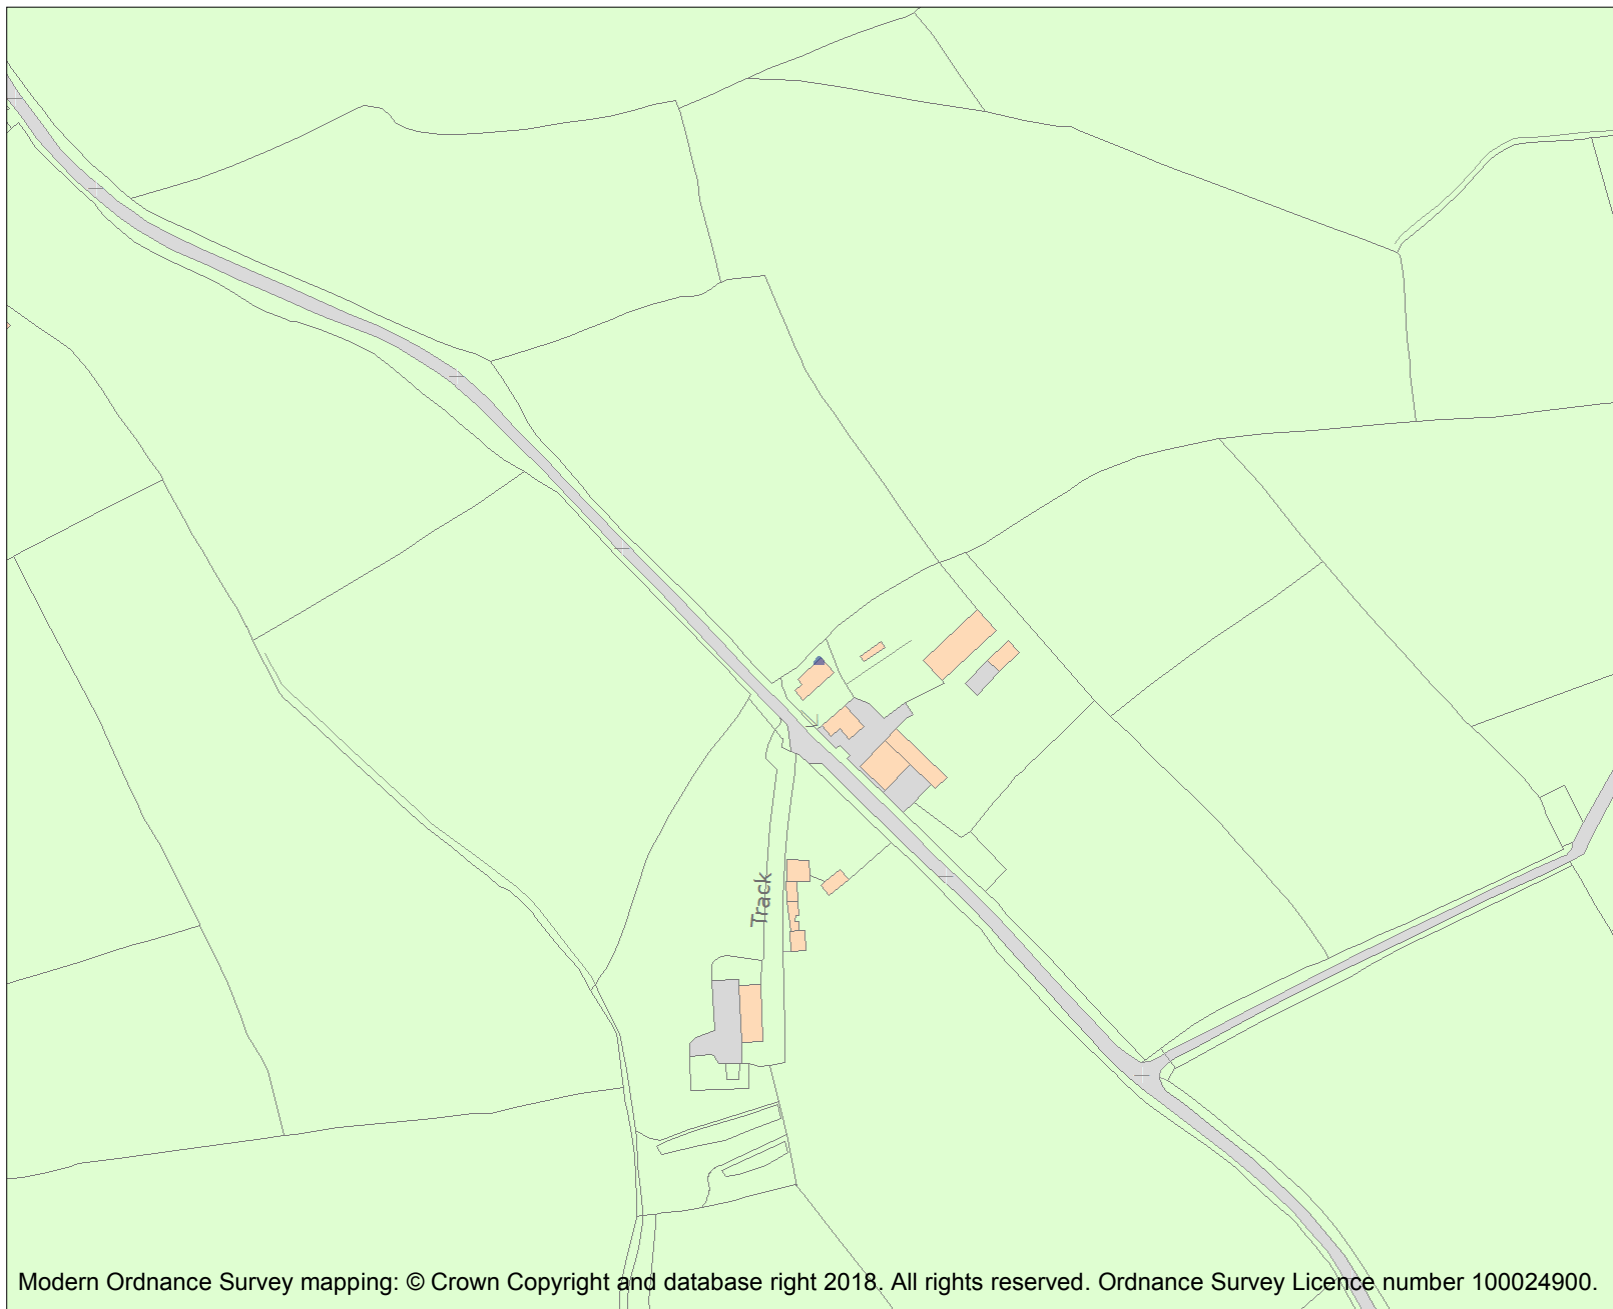 Track
Modern Ordnance Survey mapping: © Crown Copyright and database right 2018. All rights reserved. Ordnance Survey Licence number 100024900.